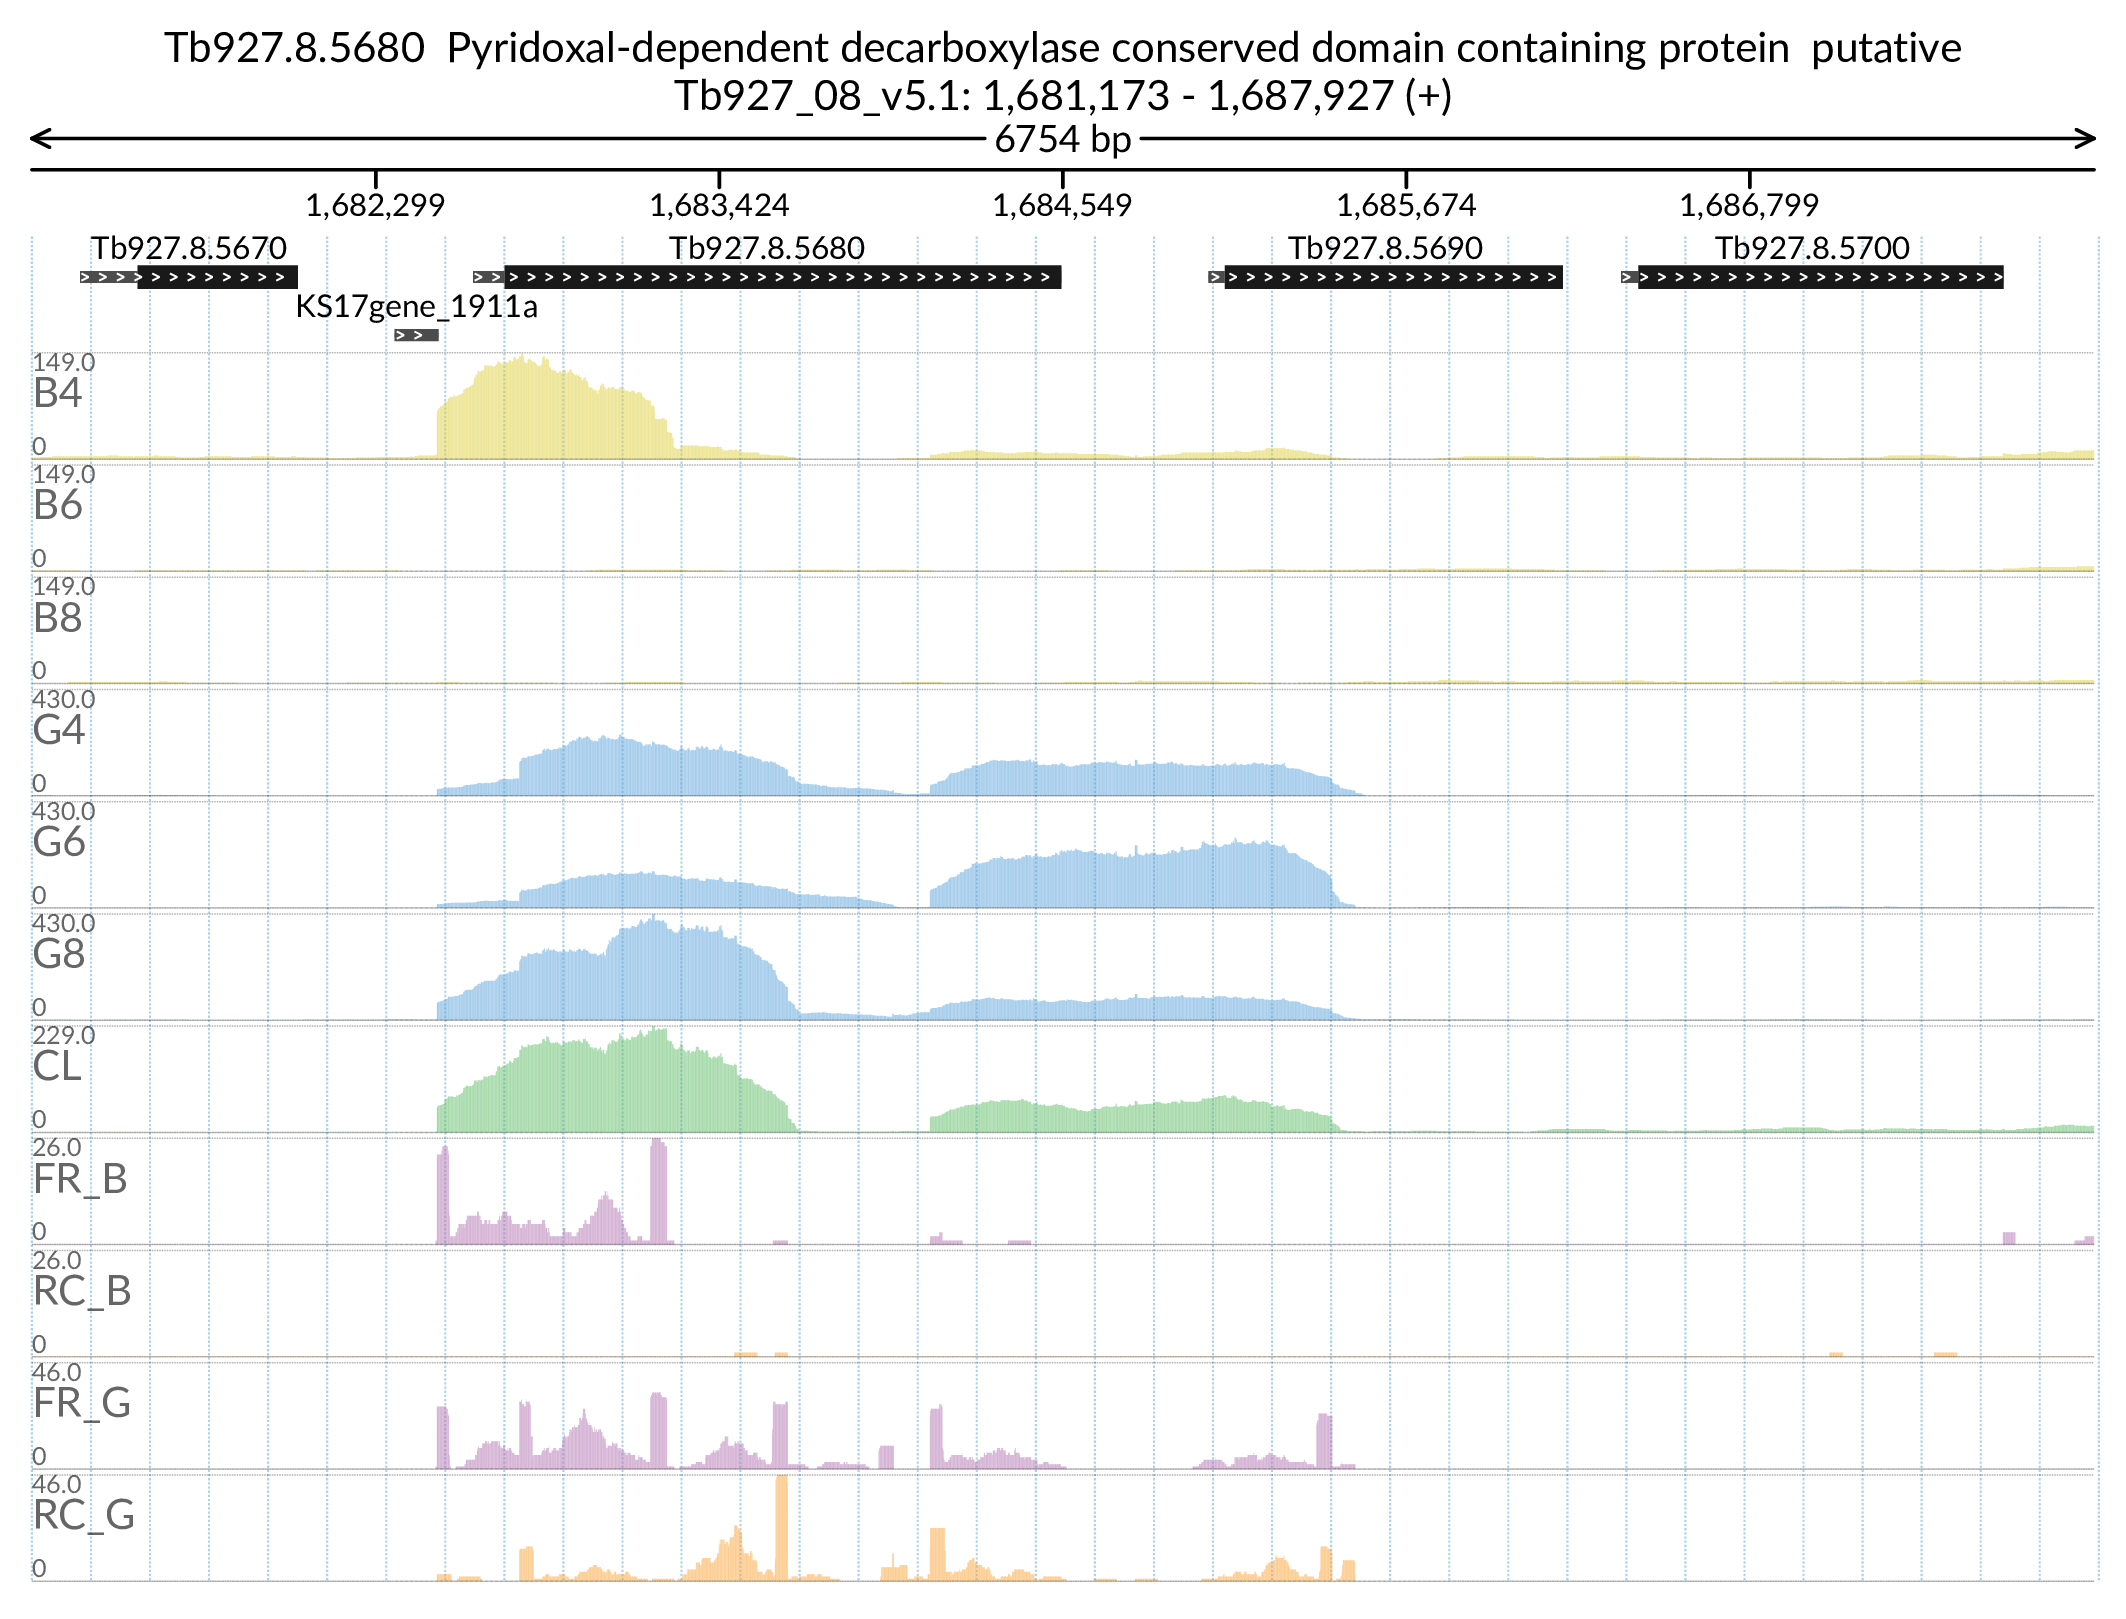 Tb927.8.5680  Pyridoxal-dependent decarboxylase conserved domain containing protein  putative
Tb927_08_v5.1: 1,681,173 - 1,687,927 (+)
6754 bp
1,682,299 1,683,424 1,684,549 1,685,674 1,686,799
Tb927.8.5670 Tb927.8.5680 Tb927.8.5690 Tb927.8.5700
KS17gene_1911a
149.0
B4
0
149.0
B6
0
149.0
B8
0
430.0
G4
0
430.0
G6
0
430.0
G8
0
229.0
CL
0
26.0
FR_B
0
26.0
RC_B
0
46.0
FR_G
0
46.0
RC_G
0